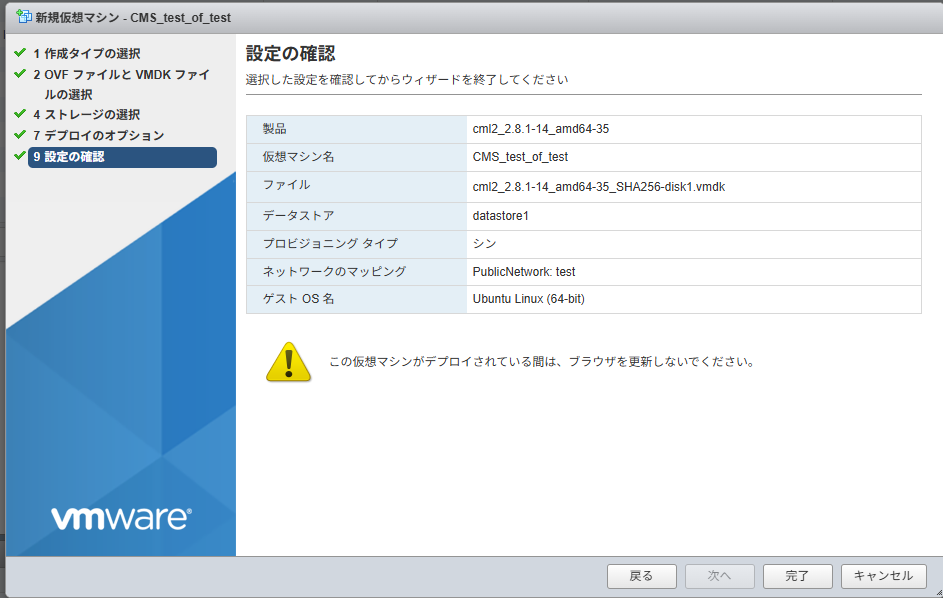 新規仮想マシン - CMS_test_of_test
1 作成タイプの選択
2 OVF ファイルと VMDK ファイ
ルの選択
4 ストレージの選択
7 デプロイのオプション
9 設定の確認
vmware®
設定の確認
選択した設定を確認してからウィザードを終了してください
製品 cml2_2.8.1-14_amd64-35
仮想マシン名 CMS_test_of_test
ファイル cml2_2.8.1-14_amd64-35_SHA256-disk1.vmdk
データストア datastore1
プロビジョニング タイプ シン
ネットワークのマッピング PublicNetwork: test
ゲスト OS 名 Ubuntu Linux (64-bit)
この仮想マシンがデプロイされている間は、ブラウザを更新しないでください。
戻る 次へ 完了 キャンセル